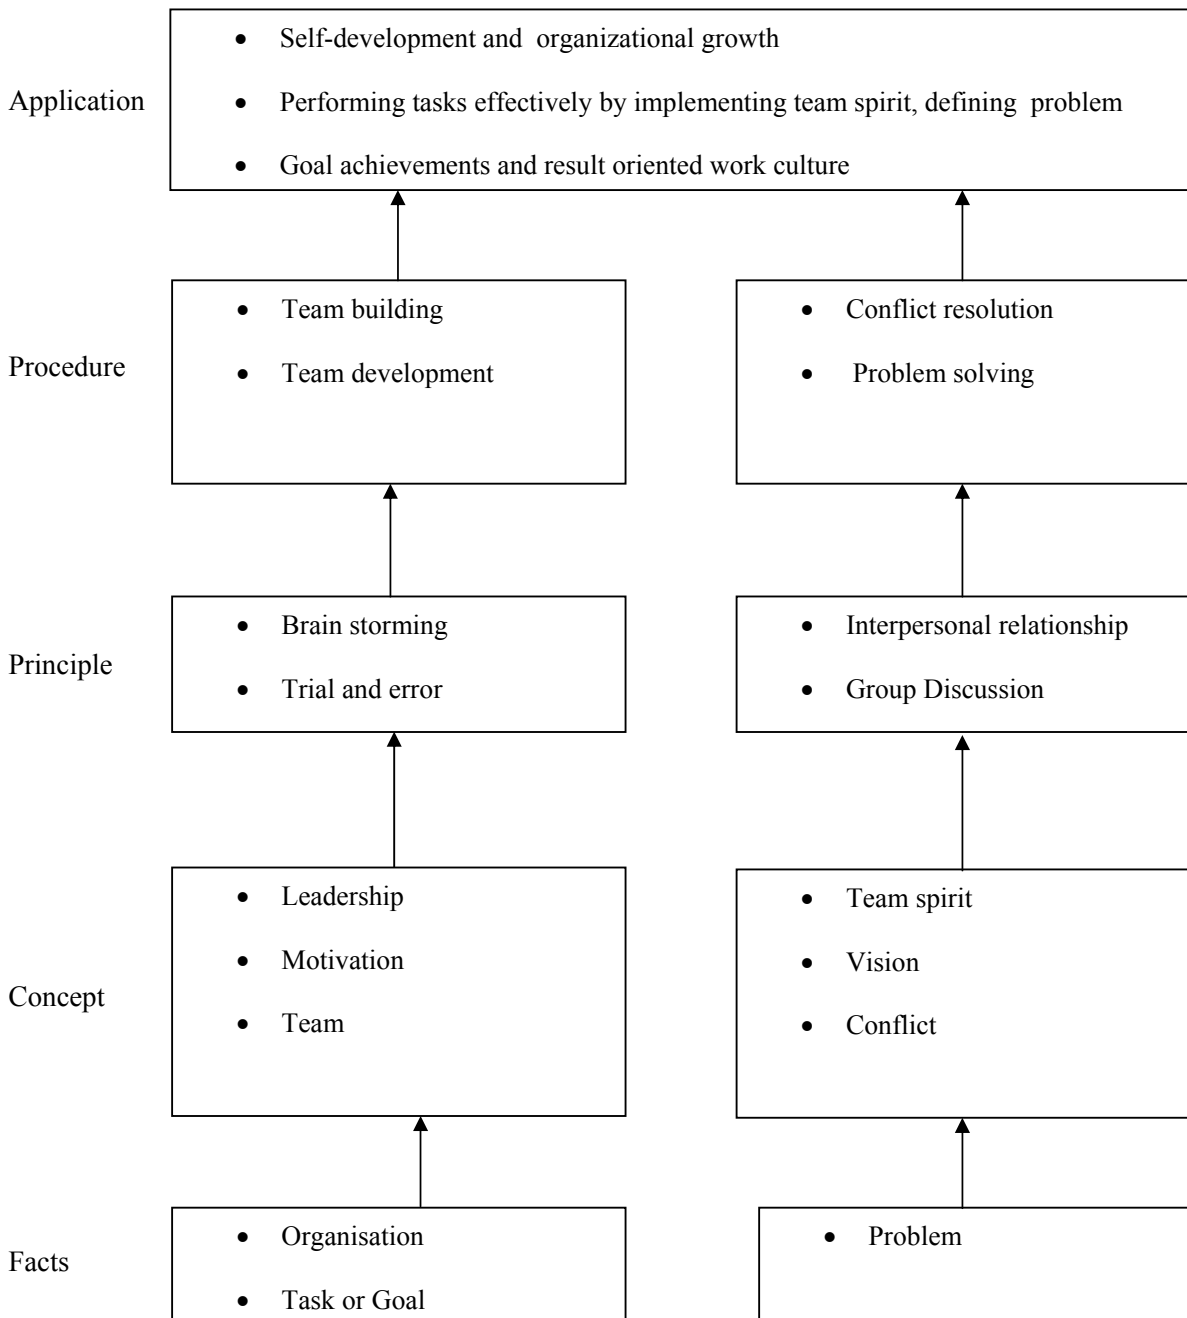 • Self-development and organizational growth
Application
• Performing tasks effectively by implementing team spirit, defining problem
• Goal achievements and result oriented work culture
Procedure
• Team building
• Team development
• Conflict resolution
• Problem solving
Principle
• Brain storming
• Trial and error
• Interpersonal relationship
• Group Discussion
Concept
• Leadership
• Motivation
• Team
• Team spirit
• Vision
• Conflict
Facts
• Organisation
• Task or Goal
• Problem